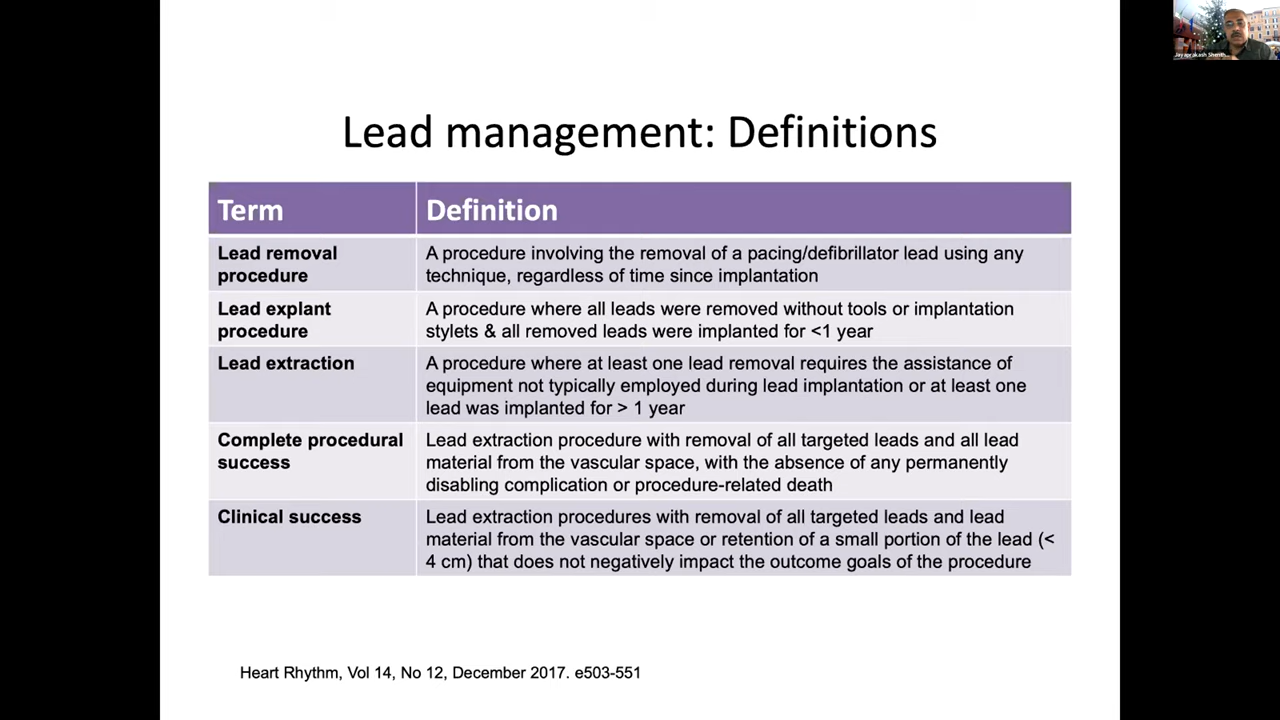 Jayaprakash Shenth...
Lead management: Definitions
Term
Definition
Lead removal
procedure
A procedure involving the removal of a pacing/defibrillator lead using any
technique, regardless of time since implantation
Lead explant
procedure
A procedure where all leads were removed without tools or implantation
stylets & all removed leads were implanted for <1 year
Lead extraction
A procedure where at least one lead removal requires the assistance of
equipment not typically employed during lead implantation or at least one
lead was implanted for > 1 year
Complete procedural
success
Lead extraction procedure with removal of all targeted leads and all lead
material from the vascular space, with the absence of any permanently
disabling complication or procedure-related death
Clinical success
Lead extraction procedures with removal of all targeted leads and lead
material from the vascular space or retention of a small portion of the lead (<
4 cm) that does not negatively impact the outcome goals of the procedure
Heart Rhythm, Vol 14, No 12, December 2017. e503-551